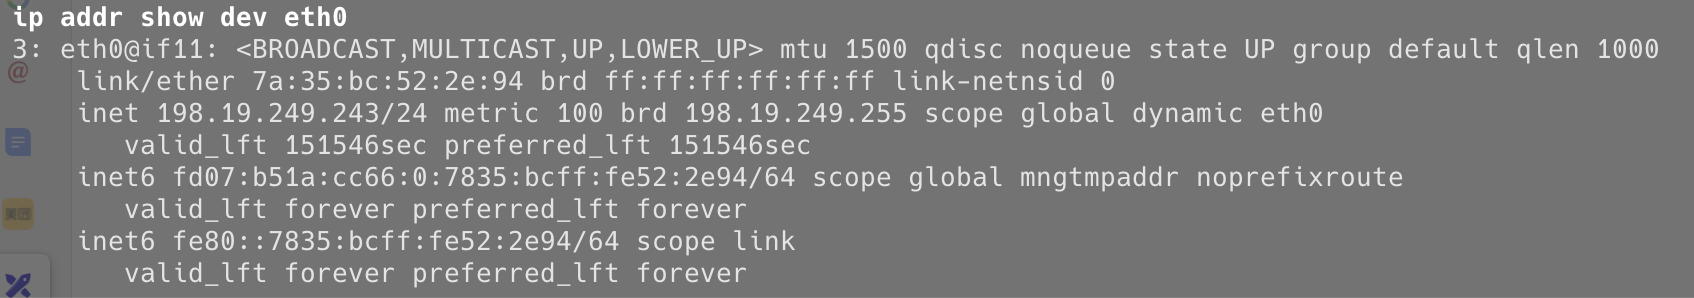 ip addr show dev eth0
3: eth0@if11: <BROADCAST,MULTICAST,UP,LOWER_UP> mtu 1500 qdisc noqueue state UP group default qlen 1000
link/ether 7a:35:bc:52:2e:94 brd ff:ff:ff:ff:ff:ff link-netnsid 0
inet 198.19.249.243/24 metric 100 brd 198.19.249.255 scope global dynamic eth0
valid_lft 151546sec preferred_lft 151546sec
inet6 fd07:b51a:cc66:0:7835:bcff:fe52:2e94/64 scope global mngtmpaddr noprefixroute
valid_lft forever preferred_lft forever
inet6 fe80::7835:bcff:fe52:2e94/64 scope link
valid_lft forever preferred_lft forever